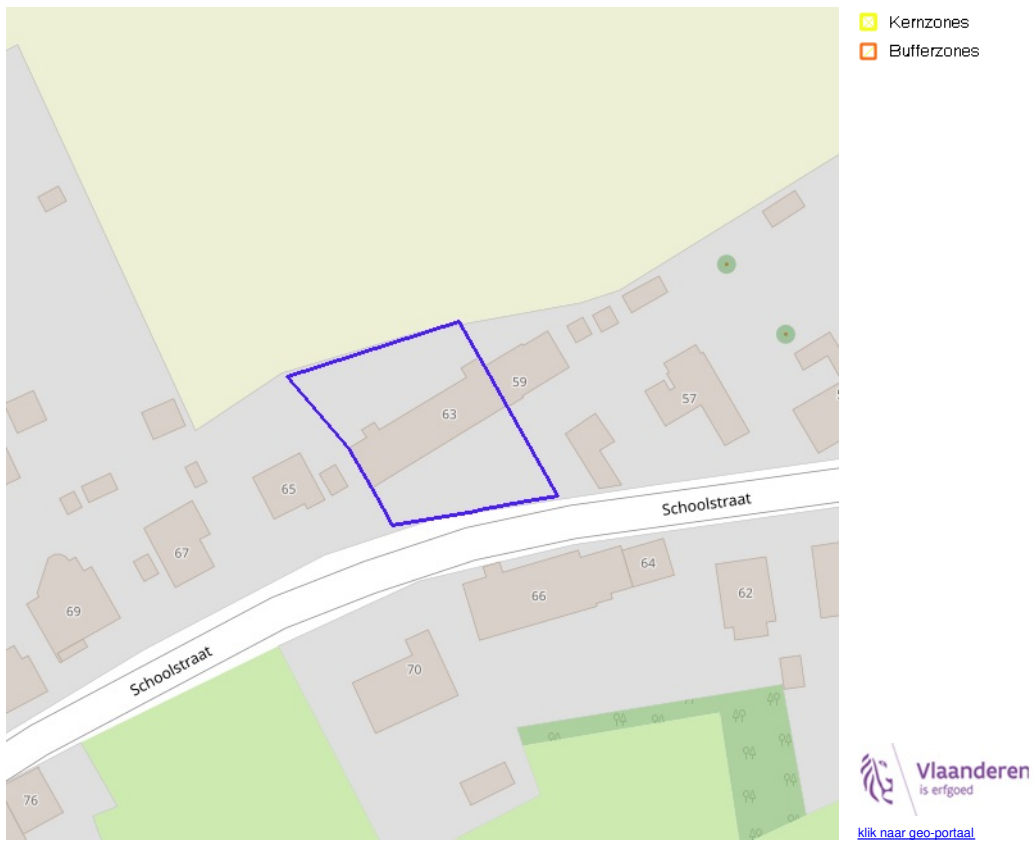 Kernzones
Bufferzones
59
63
57
65
Schoolstraat
67
64
66
62
69
Schoolstraat
70
76
Vlaanderen
is erfgoed
klik naar geo-portaal